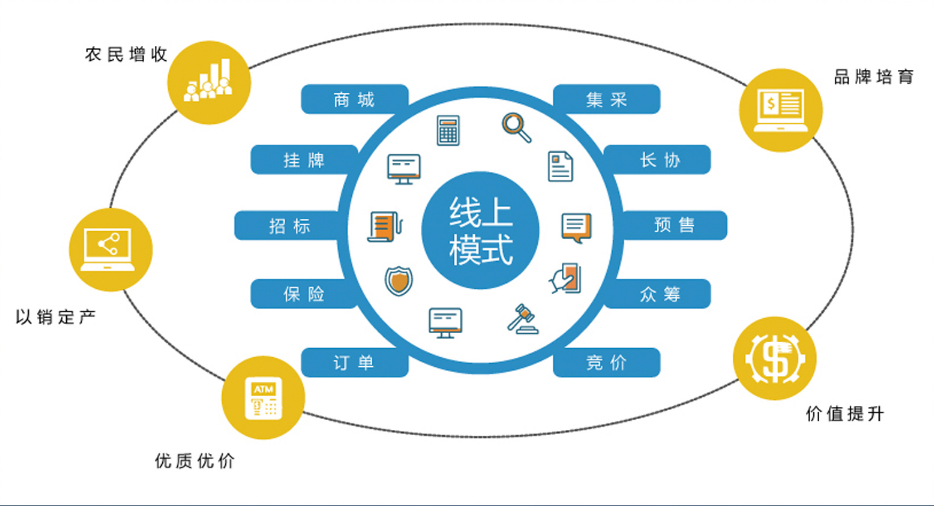 农民增收
品牌培育
商城
集采
挂牌
长协
线上
模式
招标
预售
以销定产
保险
众筹
订单
竞价
ATM
价值提升
优质优价